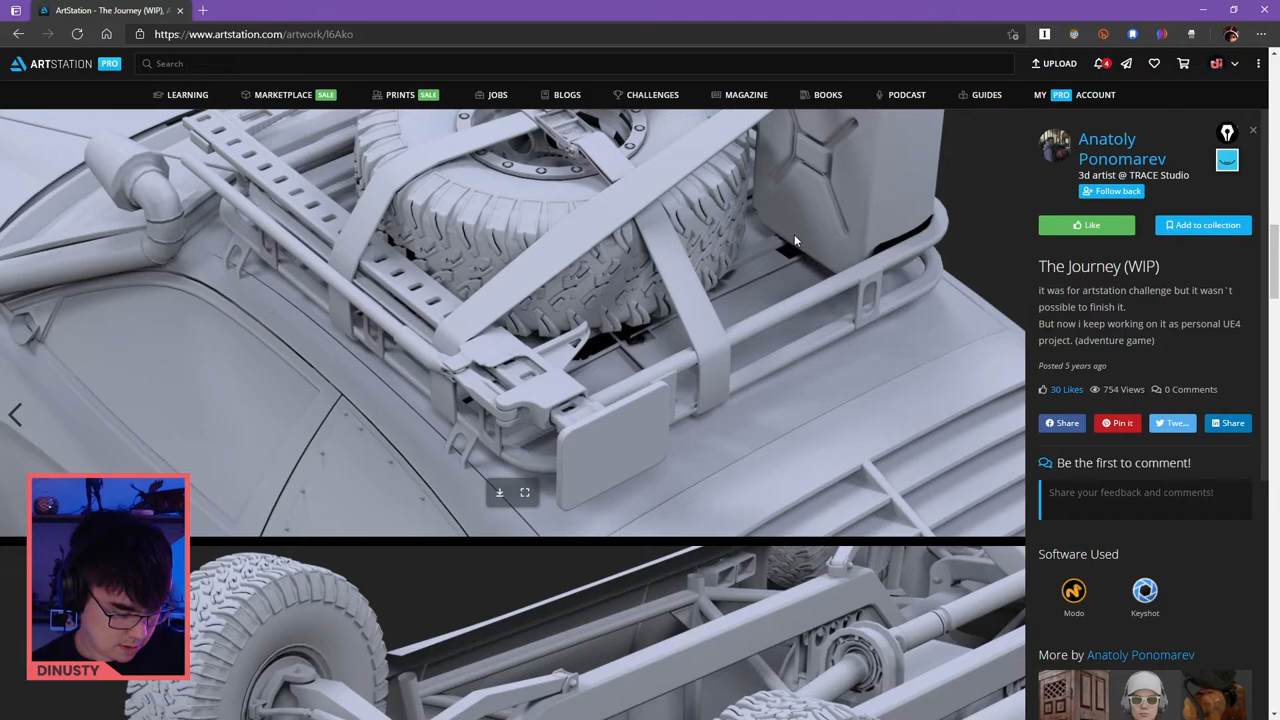 ArtStation - The Journey (WIP), A
https://www.artstation.com/artwork/l6Ako
ARTSTATION PRO
Search
UPLOAD
4
LEARNING
MARKETPLACE SALE
PRINTS SALE
JOBS
BLOGS
CHALLENGES
MAGAZINE
BOOKS
PODCAST
GUIDES
MY PRO ACCOUNT
Anatoly
Ponomarev
3d artist @ TRACE Studio
Follow back
Like
Add to collection
The Journey (WIP)
it was for artstation challenge but it wasn`t
possible to finish it.
But now i keep working on it as personal UE4
project. (adventure game)
Posted 5 years ago
30 Likes 754 Views 0 Comments
Share
Pin it
Twe...
Share
Be the first to comment!
Share your feedback and comments!
Software Used
Modo
Keyshot
More by Anatoly Ponomarev
DINUSTY